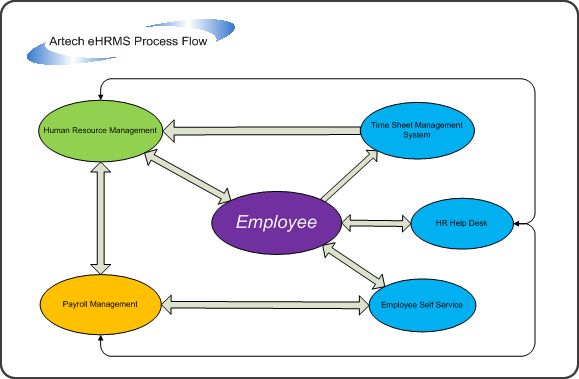 Artech eHRMS Process Flow
Human Resource Management
Time Sheet Management
System
Employee
HR Help Desk
Payroll Management
Employee Self Service